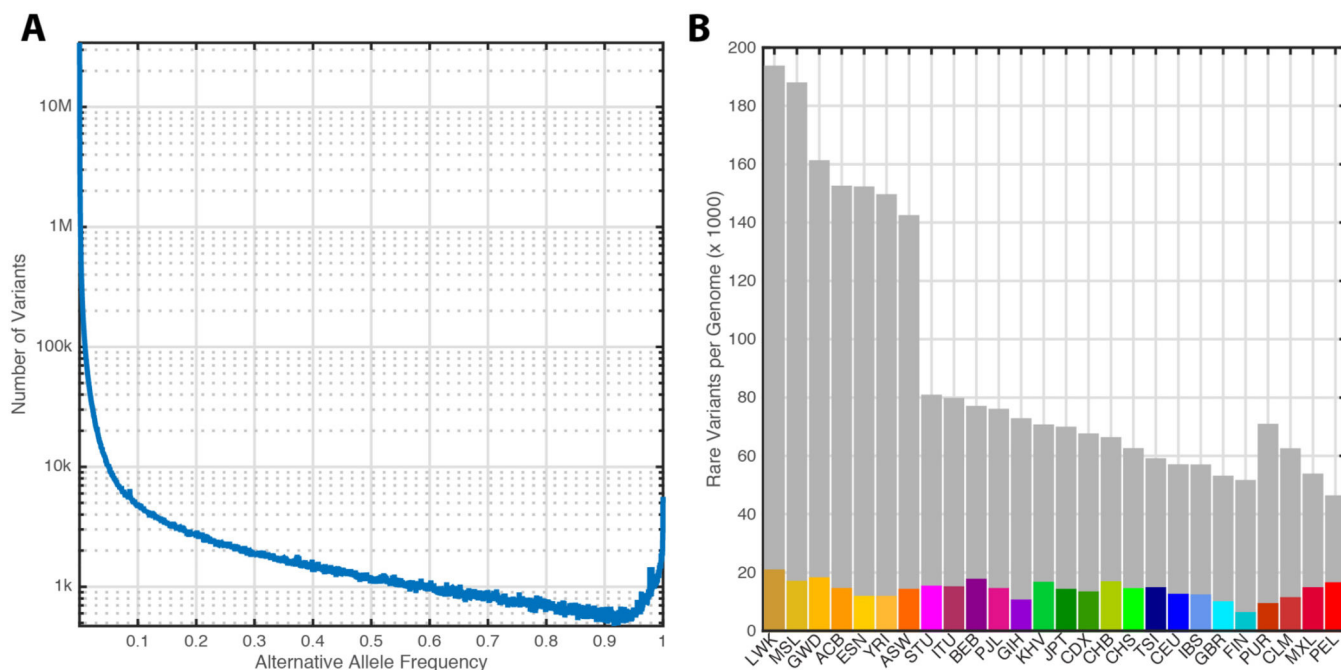 A
Number of Variants
10M
1M
100k
10k
1k
0.1 0.2 0.3 0.4 0.5 0.6 0.7 0.8 0.9 1
Alternative Allele Frequency
B
Rare Variants per Genome (x 1000)
200
180
160
140
120
100
80
60
40
20
0
LWK MSL GWD ACB ESN YRI ASW STU ITU BEB PJL GIH KHV JPT CDX CHB CHS TSI CEU IBS GBR FIN PUR CLM MXL PEL